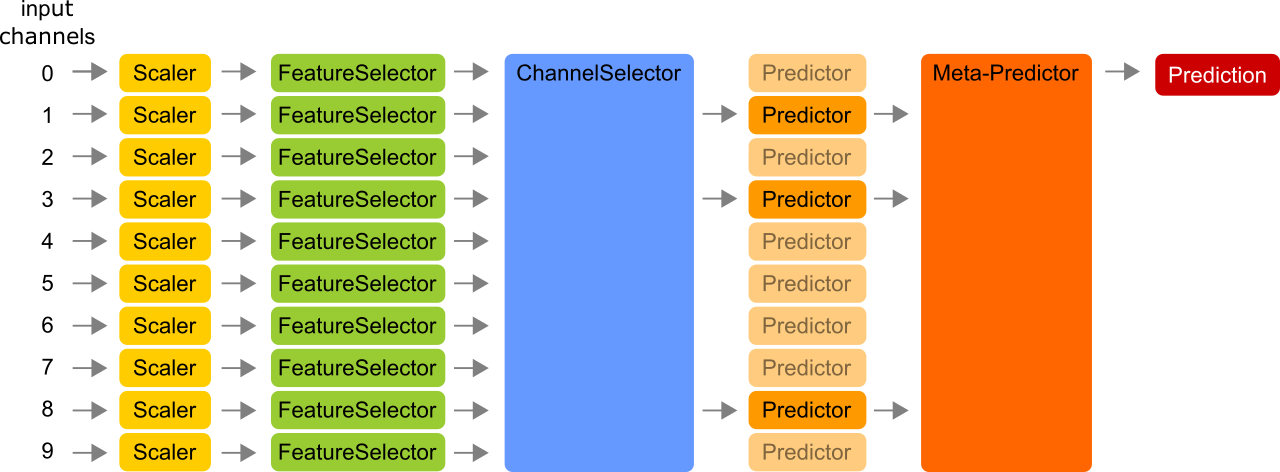 input
channels
0 Scaler FeatureSelector ChannelSelector Predictor Meta-Predictor Prediction
1 Scaler FeatureSelector Predictor
2 Scaler FeatureSelector Predictor
3 Scaler FeatureSelector Predictor
4 Scaler FeatureSelector Predictor
5 Scaler FeatureSelector Predictor
6 Scaler FeatureSelector Predictor
7 Scaler FeatureSelector Predictor
8 Scaler FeatureSelector Predictor
9 Scaler FeatureSelector Predictor